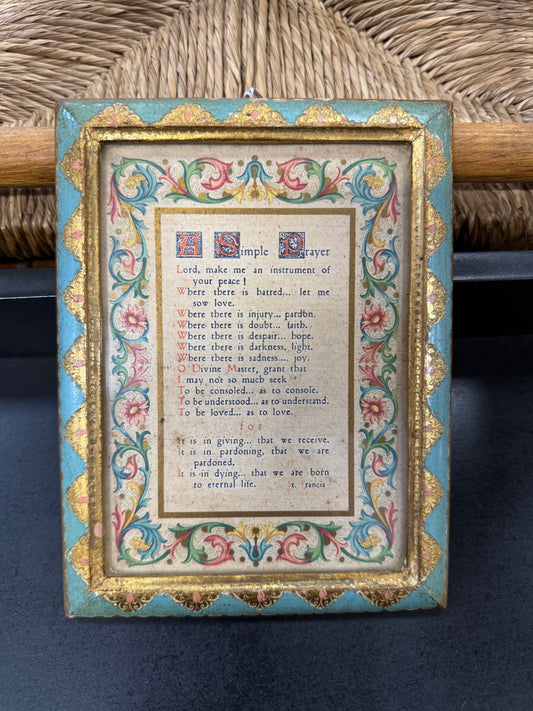 A Simple Prayer
Lord, make me an instrument of
your peace!
Where there is hatred... let me
sow love.
Where there is injury... pardon.
Where there is doubt... faith.
Where there is despair... hope.
Where there is darkness, light.
Where there is sadness.... joy.
O Divine Master, grant that
I may not so much seek
To be consoled... as to console.
To be understood... as to understand.
To be loved... as to love.
for
It is in giving... that we receive.
It is in pardoning, that we are
pardoned.
It is in dying... that we are born
to eternal life. St. Francis